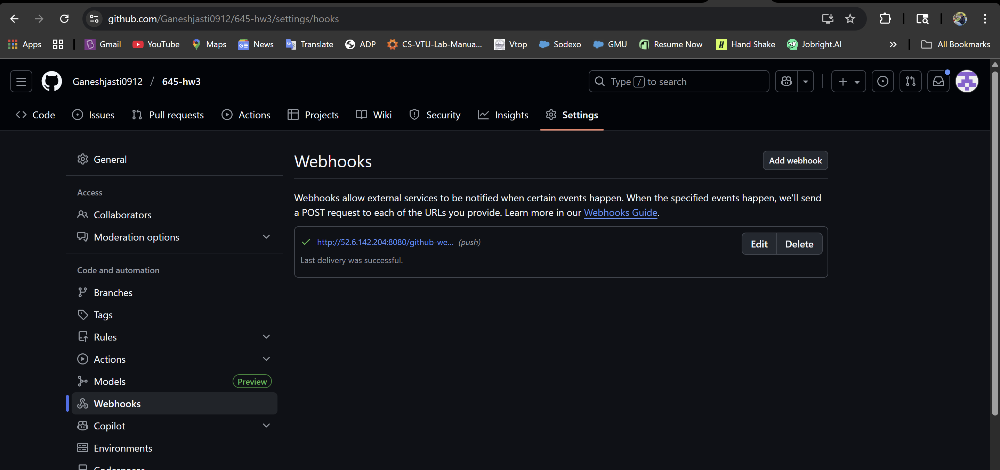 github.com/Ganeshjasti0912/645-hw3/settings/hooks
Apps Gmail YouTube Maps News Translate ADP CS-VTU-Lab-Manua... Vtop Sodexo GMU Resume Now Hand Shake Jobright.AI » All Bookmarks
Ganeshjasti0912 / 645-hw3 Type / to search
Code Issues Pull requests Actions Projects Wiki Security Insights Settings
General
Access
Collaborators
Moderation options
Code and automation
Branches
Tags
Rules
Actions
Models Preview
Webhooks
Copilot
Environments
Codespaces
Webhooks Add webhook
Webhooks allow external services to be notified when certain events happen. When the specified events happen, we'll send
a POST request to each of the URLs you provide. Learn more in our Webhooks Guide.
http://52.6.142.204:8080/github-we... (push) Edit Delete
Last delivery was successful.